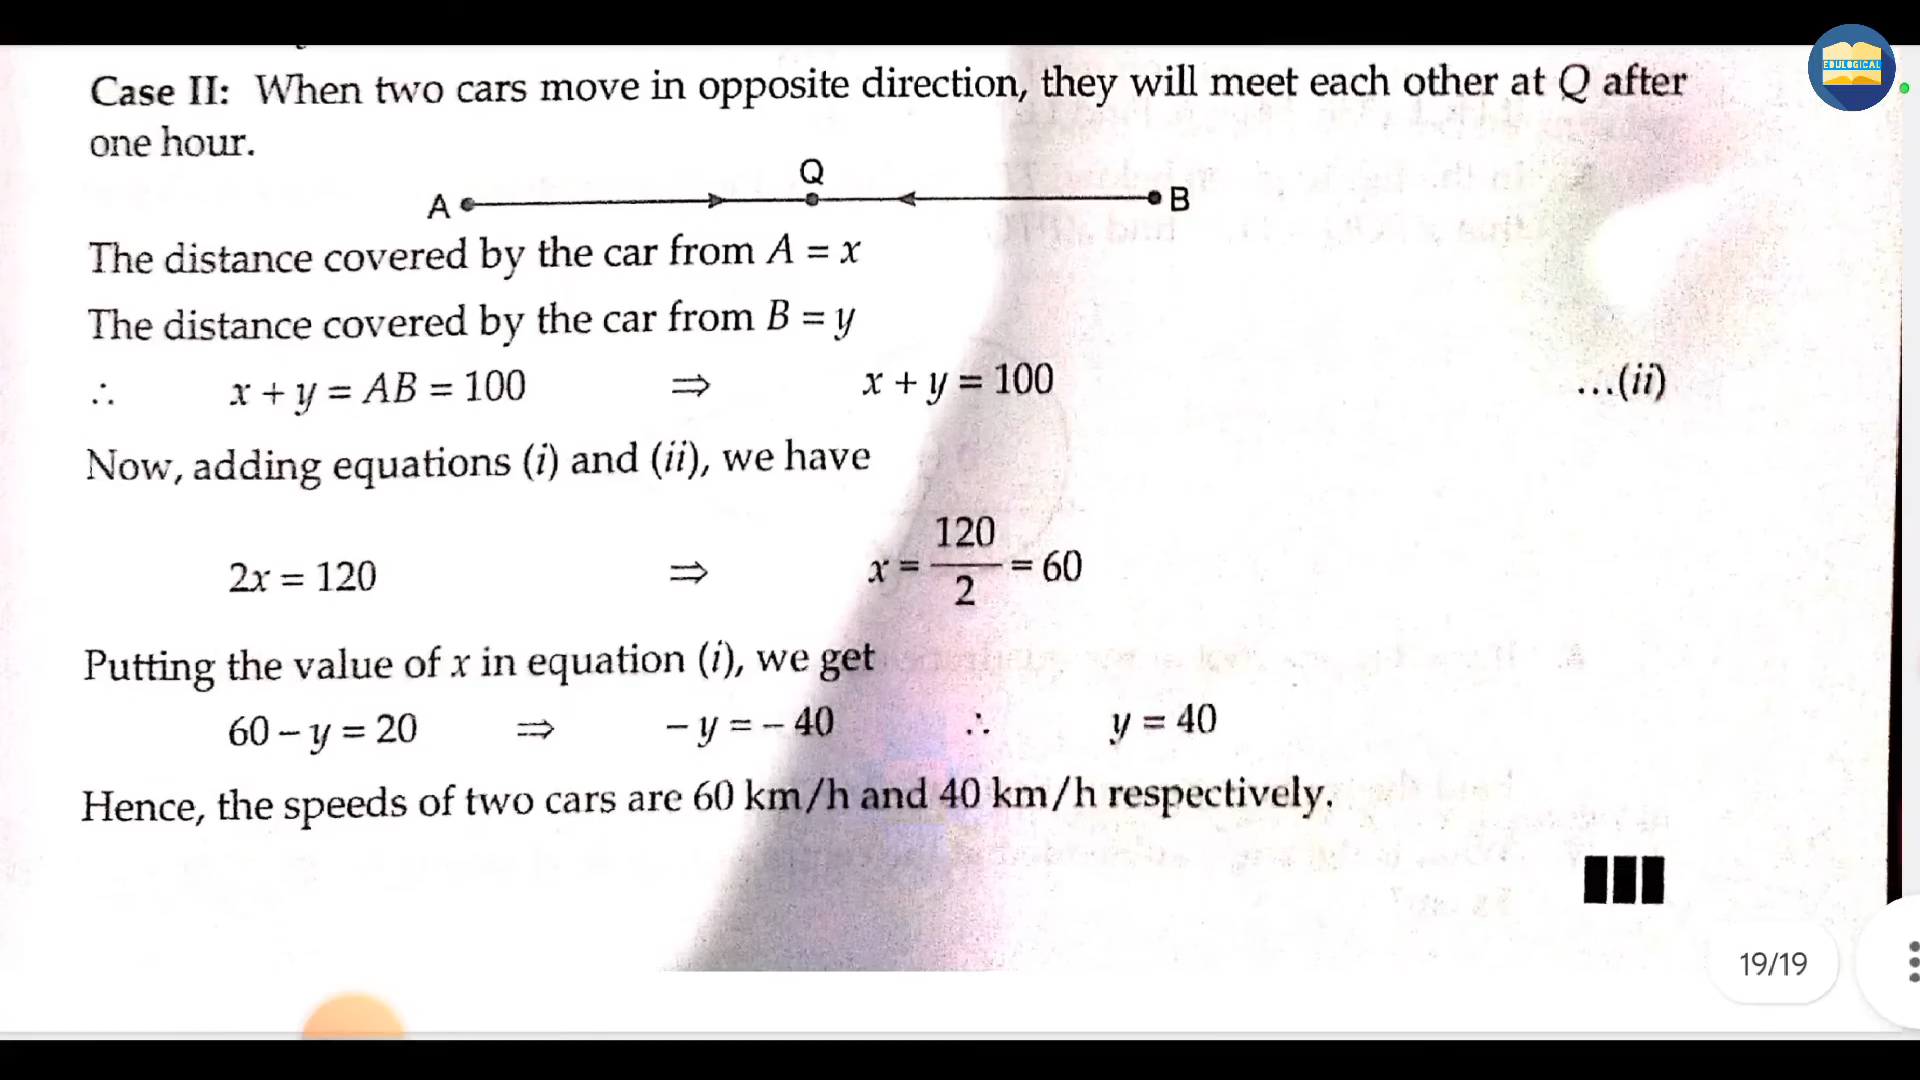 EDULOGICAL
Case II: When two cars move in opposite direction, they will meet each other at Q after
one hour.
Q
A B
The distance covered by the car from A = x
The distance covered by the car from B = y
∴ x + y = AB = 100 ⇒ x + y = 100 ...(ii)
Now, adding equations (i) and (ii), we have
2x = 120 ⇒ x = 120/2 = 60
Putting the value of x in equation (i), we get
60 – y = 20 ⇒ – y = – 40 ∴ y = 40
Hence, the speeds of two cars are 60 km/h and 40 km/h respectively.
19/19